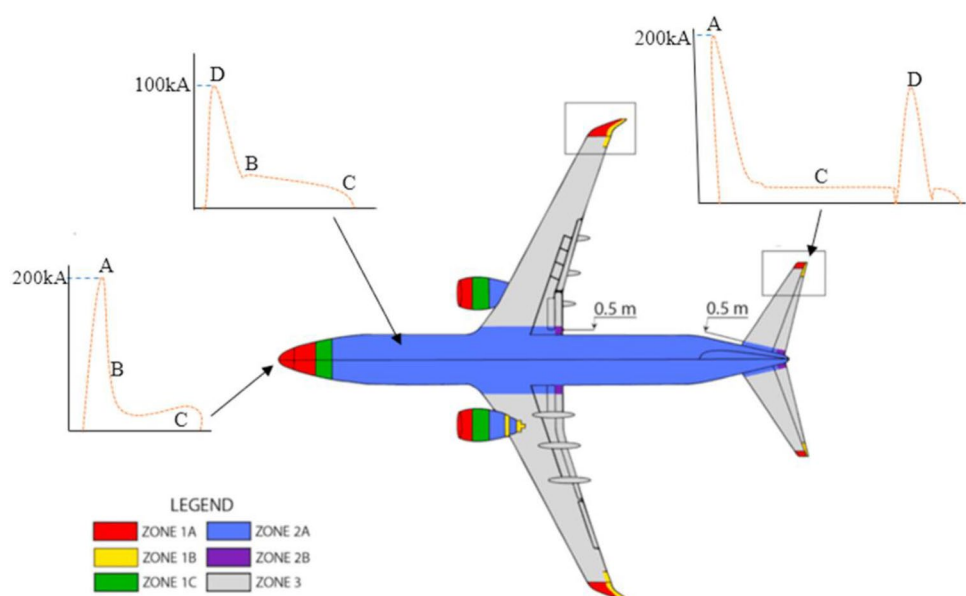 A
200kA
C
D
D
100kA
B
C
A
200kA
B
C
0.5 m
0.5 m
LEGEND
ZONE 1A
ZONE 2A
ZONE 1B
ZONE 2B
ZONE 1C
ZONE 3